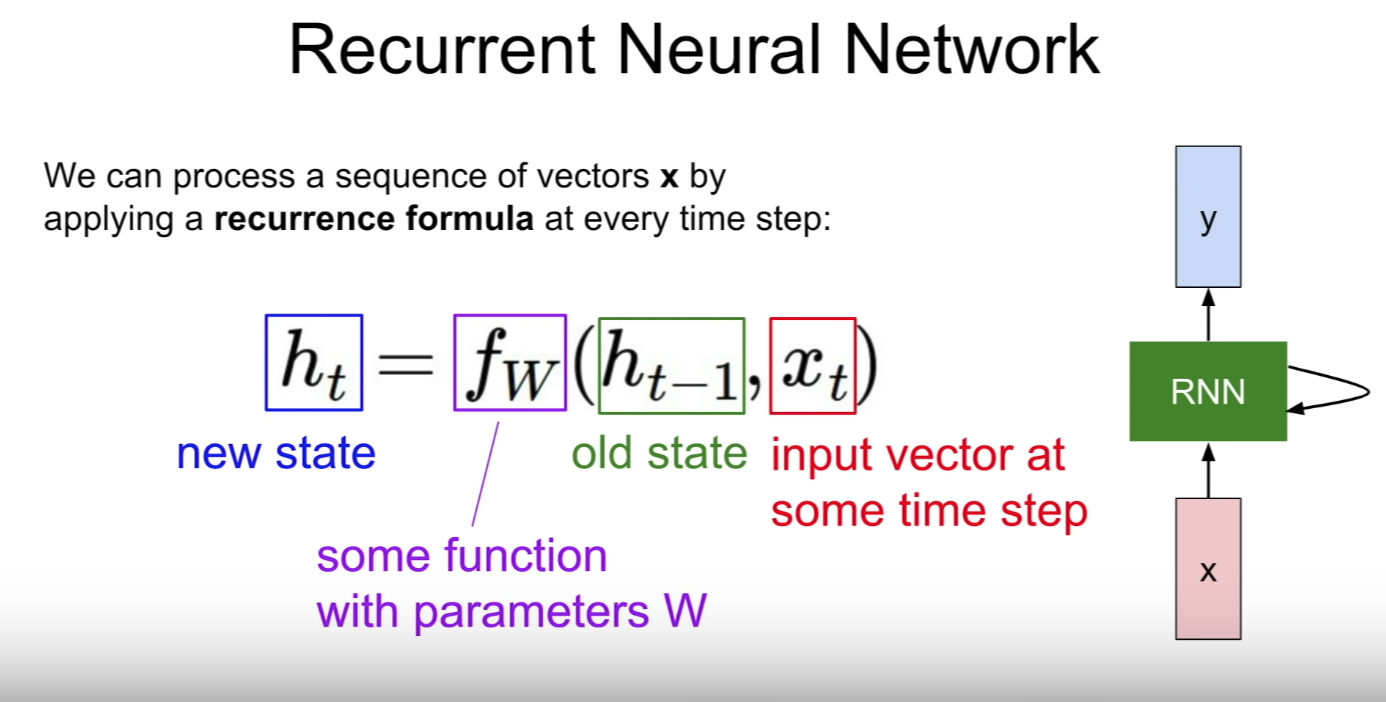 Recurrent Neural Network
We can process a sequence of vectors x by
applying a recurrence formula at every time step:
h_t = f_W(h_{t-1}, x_t)
new state
old state
input vector at
some time step
some function
with parameters W
y
RNN
x